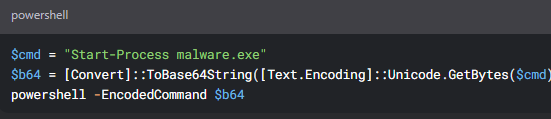 powershell
$cmd = "Start-Process malware.exe"
$b64 = [Convert]::ToBase64String([Text.Encoding]::Unicode.GetBytes($cmd)
powershell -EncodedCommand $b64